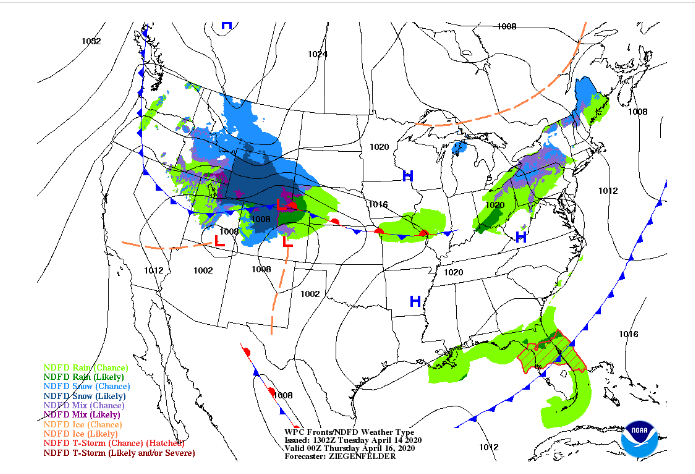 H
1008
1032
1024
1020
1008
H
1016
1012
1020
L
1008
1008
L
L
H
1012
1002
1008
1020
1002
H
1016
NDFD Rain (Chance)
NDFD Rain (Likely)
NDFD Snow (Chance)
NDFD Snow (Likely)
NDFD Mix (Chance)
NDFD Mix (Likely)
NDFD Ice (Chance)
NDFD Ice (Likely)
NDFD T-Storm (Chance) (Hatched)
NDFD T-Storm (Likely and/or Severe)
1008
WPC Fronts/NDFD Weather Type
Issued: 1302Z Tuesday April 14 2020
Valid 00Z Thursday April 16, 2020
Forecaster: ZIEGENFELDER
1012
NOAA